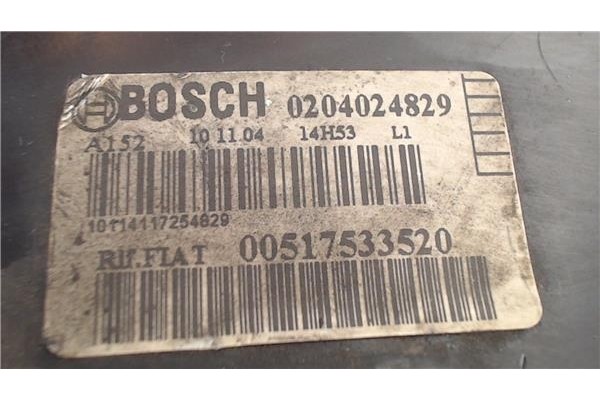 BOSCH 0204024829
A152 10 11 04 14H53 L1
10114117254829
Rif.FIAT 00517533520